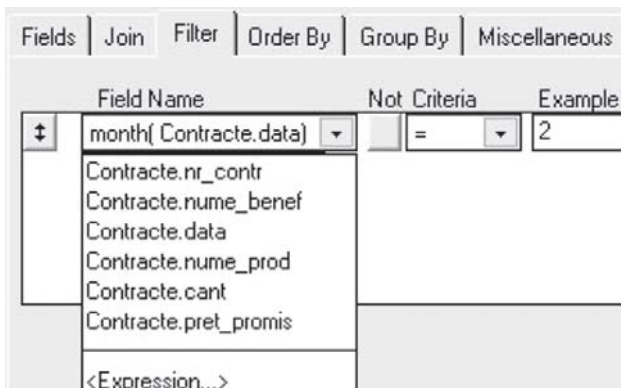 Fields Join Filter Order By Group By Miscellaneous
Field Name Not Criteria Example
month( Contracte.data) = 2
Contracte.nr_contr
Contracte.nume_benef
Contracte.data
Contracte.nume_prod
Contracte.cant
Contracte.pret_promis
<Expression...>